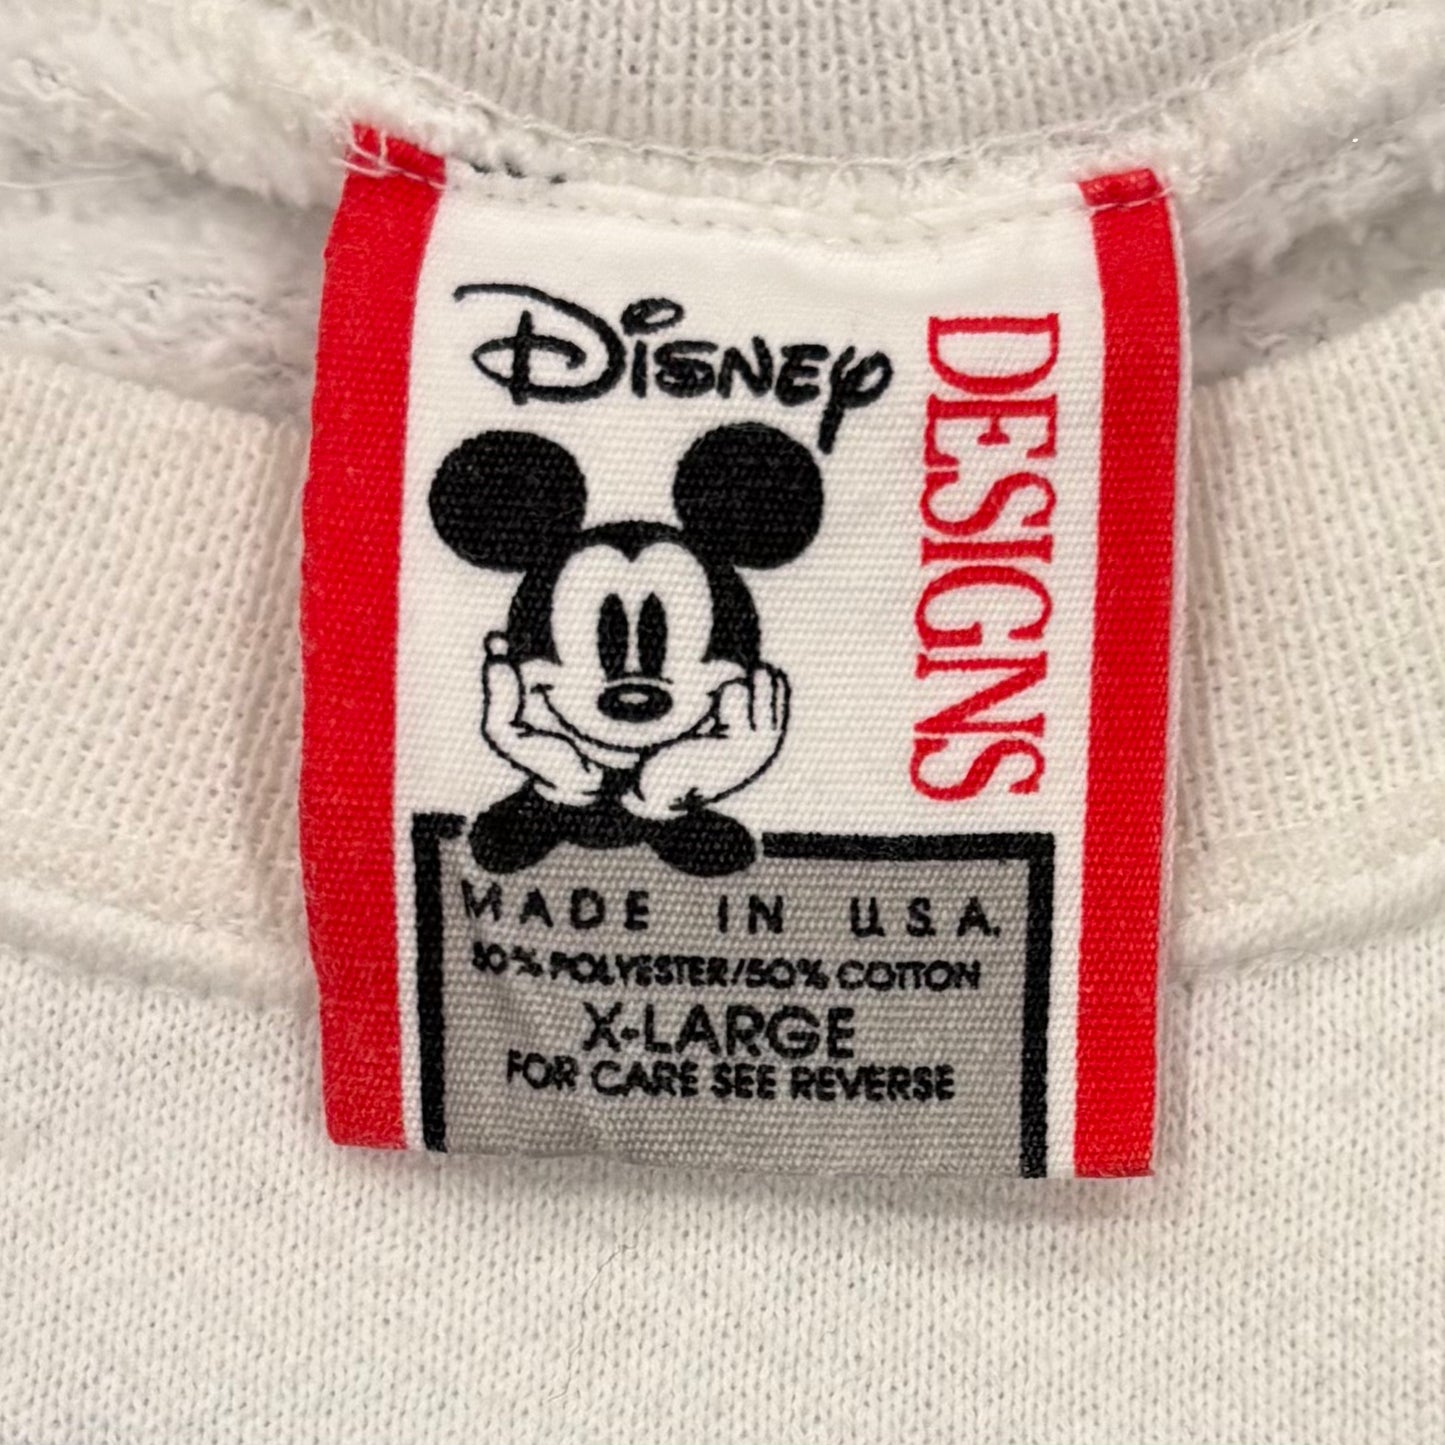 DISNEY
DESIGNS
MADE IN U.S.A.
50% POLYESTER/50% COTTON
X-LARGE
FOR CARE SEE REVERSE